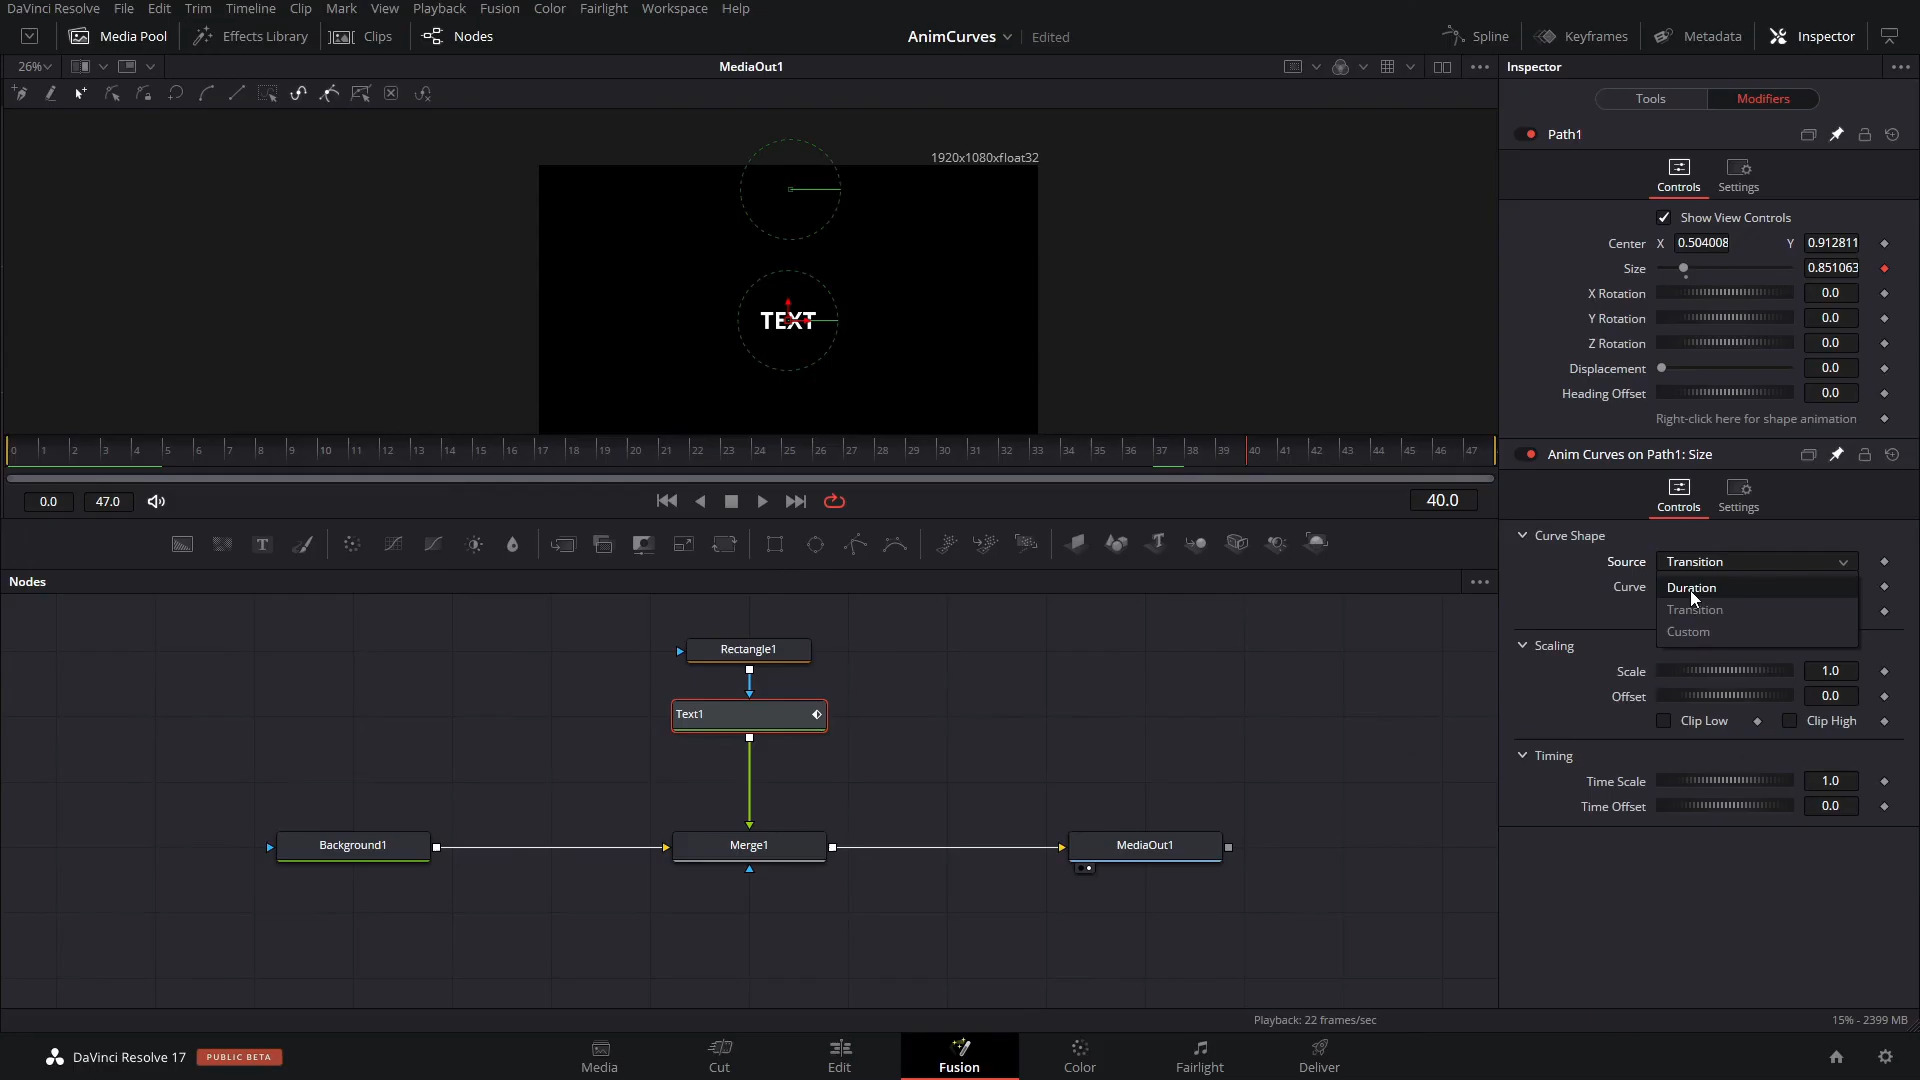 DaVinci Resolve File Edit Trim Timeline Clip Mark View Playback Fusion Color Fairlight Workspace Help
Media Pool Effects Library Clips Nodes AnimCurves Edited Spline Keyframes Metadata Inspector
26% MediaOut1 Inspector
Tools Modifiers
Path1
1920x1080xfloat32
Controls Settings
Show View Controls
Center X 0.504008 Y 0.912811
Size 0.851063
X Rotation 0.0
TEXT
Y Rotation 0.0
Z Rotation 0.0
Displacement 0.0
Heading Offset 0.0
Right-click here for shape animation
0 1 2 3 4 5 6 7 8 9 10 11 12 13 14 15 16 17 18 19 20 21 22 23 24 25 26 27 28 29 30 31 32 33 34 35 36 37 38 39 40 41 42 43 44 45 46 47
Anim Curves on Path1: Size
0.0 47.0 40.0
Controls Settings
Curve Shape
Source Transition
Curve
Duration
Transition
Custom
Nodes
Scaling
Scale 1.0
Offset 0.0
Clip Low Clip High
Timing
Time Scale 1.0
Time Offset 0.0
Rectangle1
Text1
Background1 Merge1 MediaOut1
Playback: 22 frames/sec 15% - 2399 MB
DaVinci Resolve 17 PUBLIC BETA
Media Cut Edit Fusion Color Fairlight Deliver